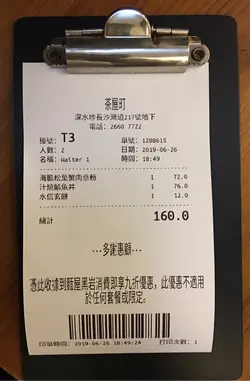 茶屋町
深水埗長沙灣道217號地下
電話：2660 7722
檯號：T3 單號：1288615
人數：2 日期：2019-06-26
名稱：Walter 1 時間：18:49
海膽松葉蟹肉意粉 1 72.0
汁燒鯖魚丼 1 76.0
水信玄餅 1 12.0
總計 160.0
---多謝惠顧---
憑此收據到麵屋黑岩消費即享九折優惠，此優惠不適用
於任何套餐或限定。
印單時間：2019-06-26 18:49:24 打印次數：1